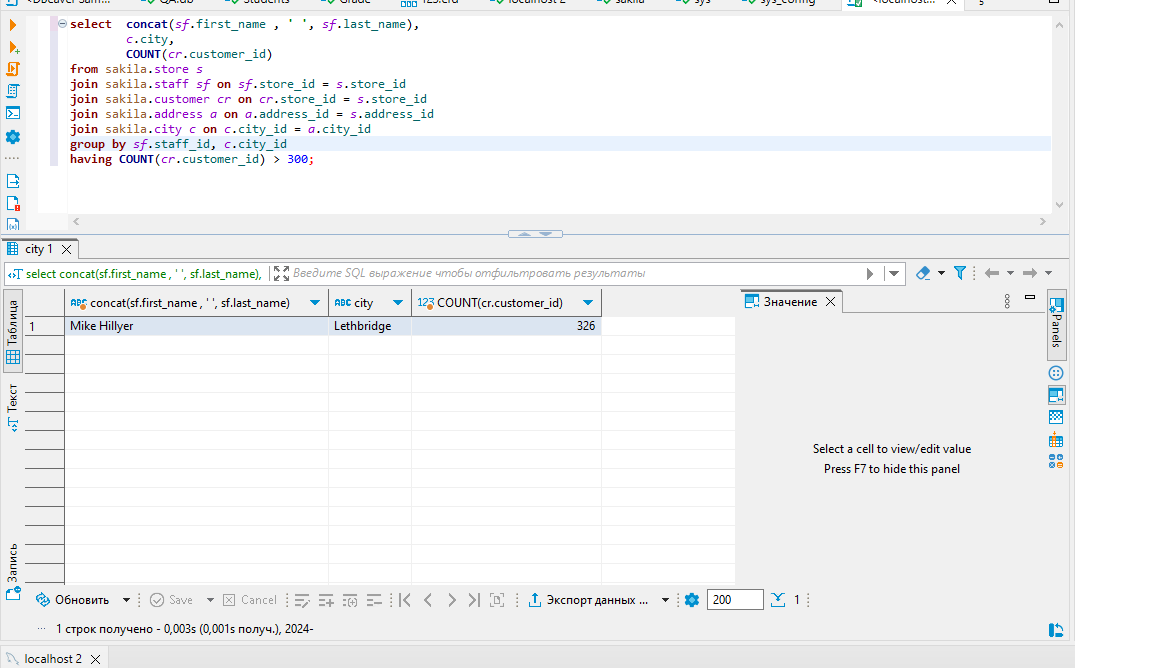 QA.db
Students
Grade
123.erd
localhost 2
sakila
sys
sys_config
select concat(sf.first_name , ' ', sf.last_name),
c.city,
COUNT(cr.customer_id)
from sakila.store s
join sakila.staff sf on sf.store_id = s.store_id
join sakila.customer cr on cr.store_id = s.store_id
join sakila.address a on a.address_id = s.address_id
join sakila.city c on c.city_id = a.city_id
group by sf.staff_id, c.city_id
having COUNT(cr.customer_id) > 300;
city 1
select concat(sf.first_name , ' ', sf.last_name),
Введите SQL выражение чтобы отфильтровать результаты
Таблица
Текст
Запись
ABC concat(sf.first_name , ' ', sf.last_name)
ABC city
123 COUNT(cr.customer_id)
1 Mike Hillyer Lethbridge 326
Значение
Panels
Select a cell to view/edit value
Press F7 to hide this panel
Обновить Save Cancel Экспорт данных ... 200 1
1 строк получено - 0,003s (0,001s получ.), 2024-
localhost 2